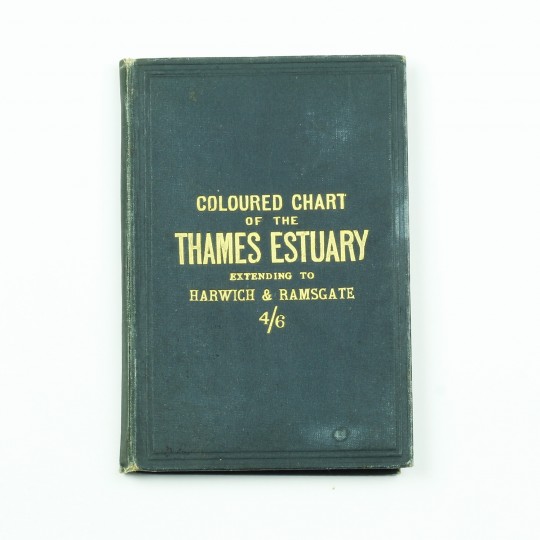 COLOURED CHART
OF THE
THAMES ESTUARY
EXTENDING TO
HARWICH & RAMSGATE
4/6